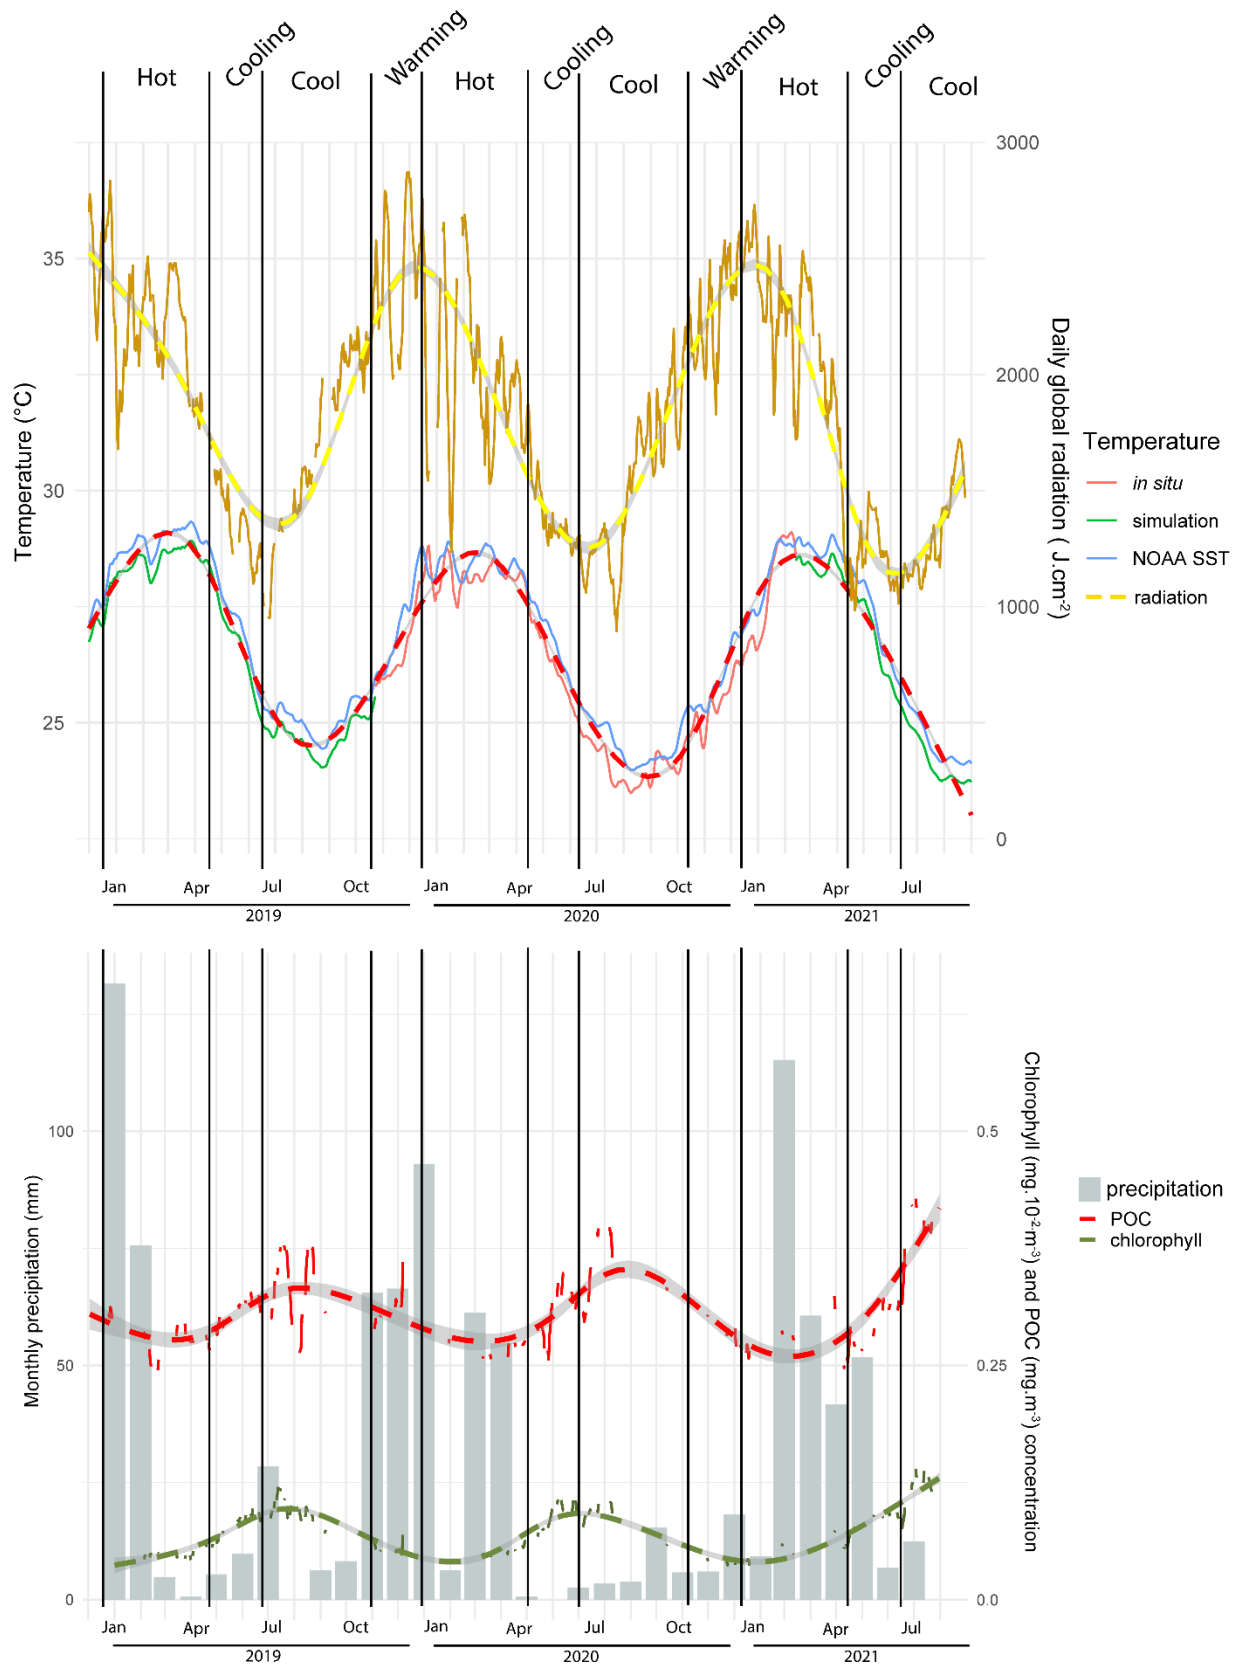 Cooling
Warming
Cooling
Warming
Cooling
Hot
Cool
Hot
Cool
Hot
Cool
3000
35
2000
30
1000
25
0
Temperature (°C)
Daily global radiation ( J.cm⁻²)
Temperature
in situ
simulation
NOAA SST
radiation
Jan Apr Jul Oct Jan Apr Jul Oct Jan Apr Jul
2019 2020 2021
100
0.5
50
0.25
0
0.0
Monthly precipitation (mm)
Chlorophyll (mg.10⁻².m⁻³) and POC (mg.m⁻³) concentration
precipitation
POC
chlorophyll
Jan Apr Jul Oct Jan Apr Jul Oct Jan Apr Jul
2019 2020 2021